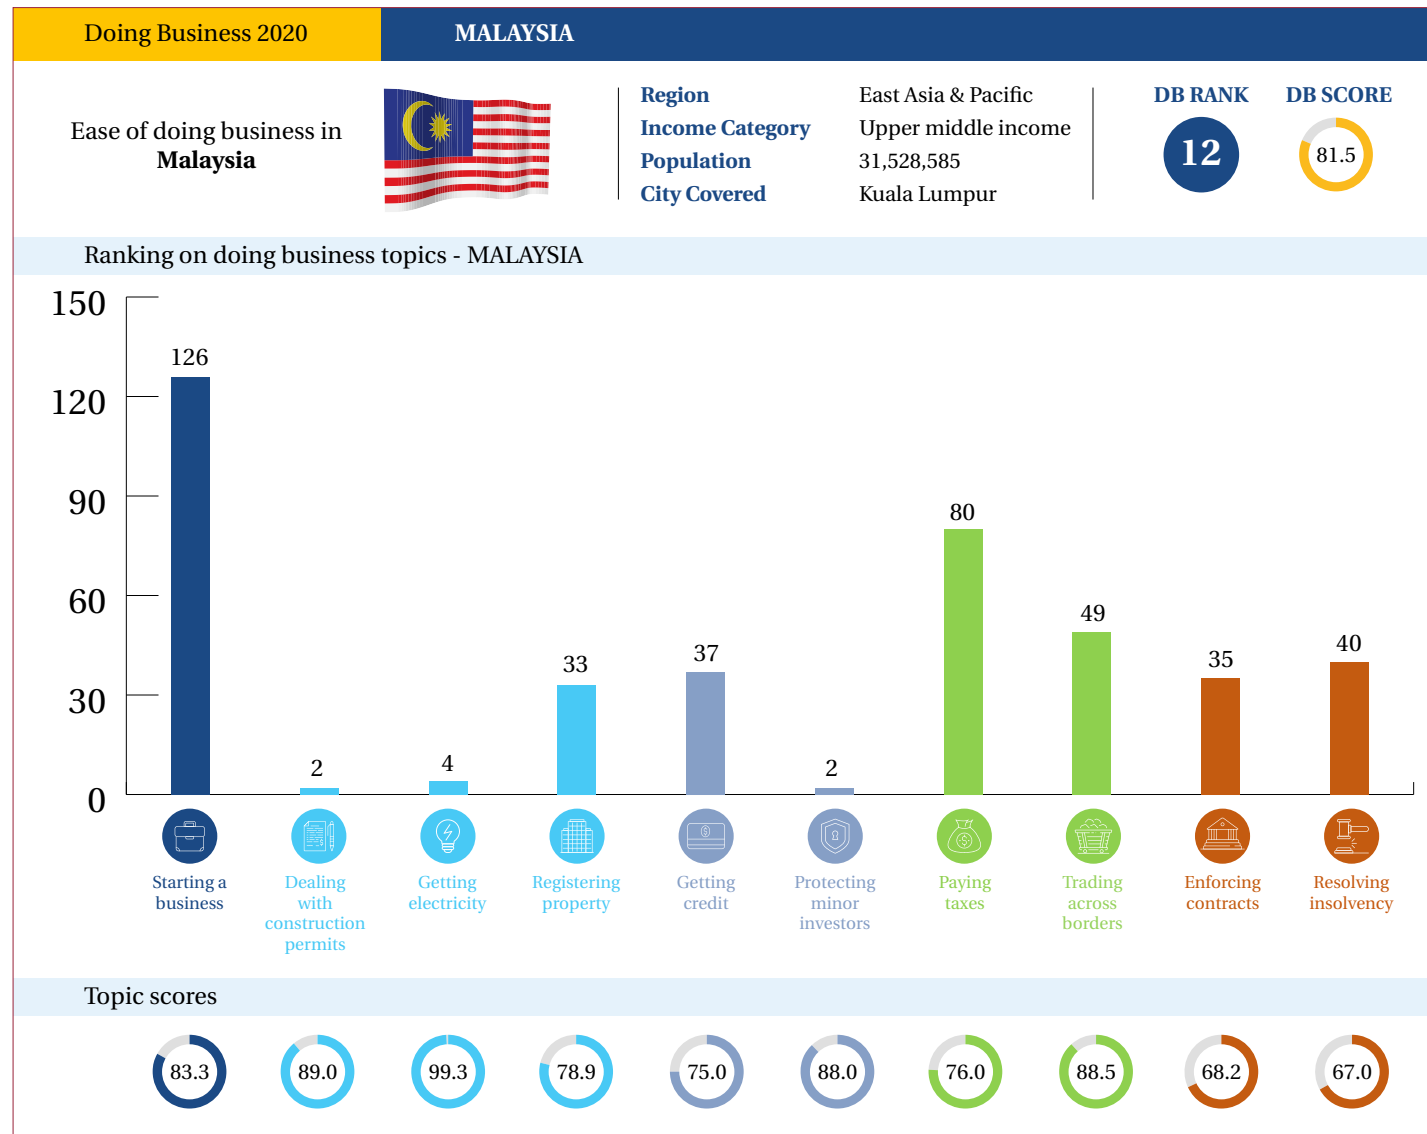 Doing Business 2020
MALAYSIA
Ease of doing business in
Malaysia
Region East Asia & Pacific
Income Category Upper middle income
Population 31,528,585
City Covered Kuala Lumpur
DB RANK
12
DB SCORE
81.5
Ranking on doing business topics - MALAYSIA
150
120
90
60
30
0
126
2
4
33
37
2
80
49
35
40
Starting a
business
Dealing
with
construction
permits
Getting
electricity
Registering
property
Getting
credit
Protecting
minor
investors
Paying
taxes
Trading
across
borders
Enforcing
contracts
Resolving
insolvency
Topic scores
83.3
89.0
99.3
78.9
75.0
88.0
76.0
88.5
68.2
67.0